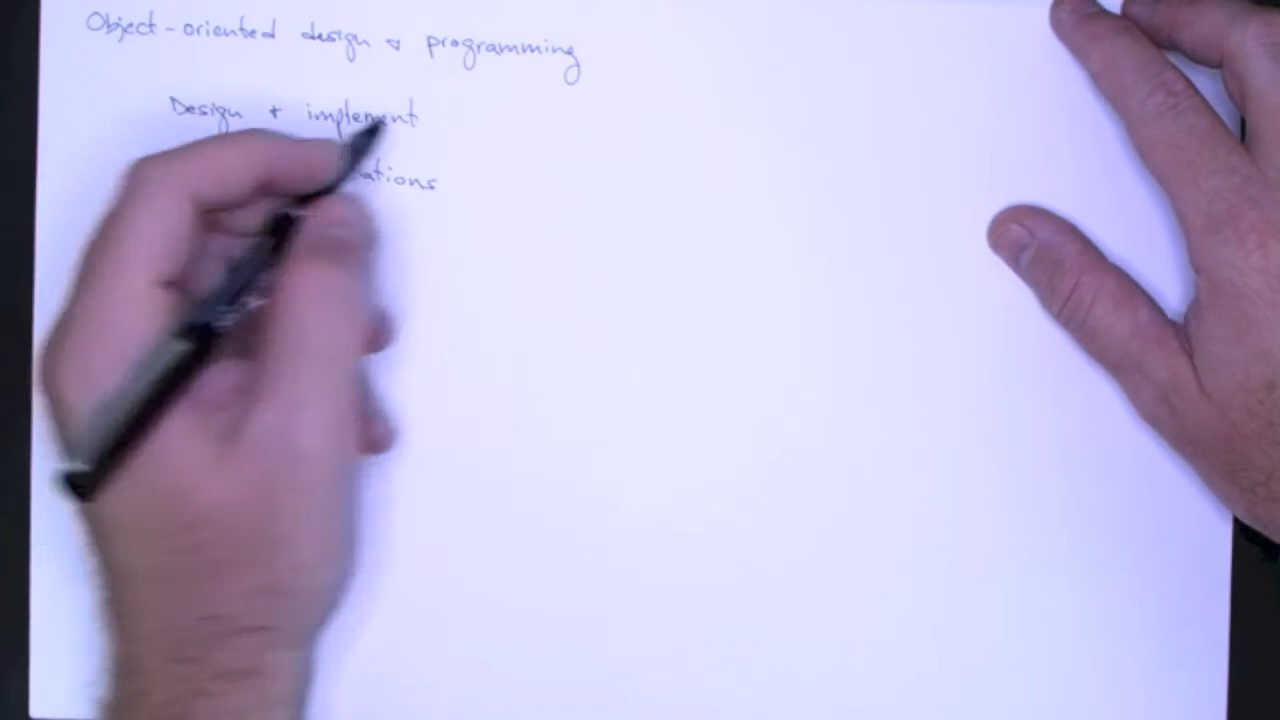 Object-oriented design & programming
Design + implement
ations